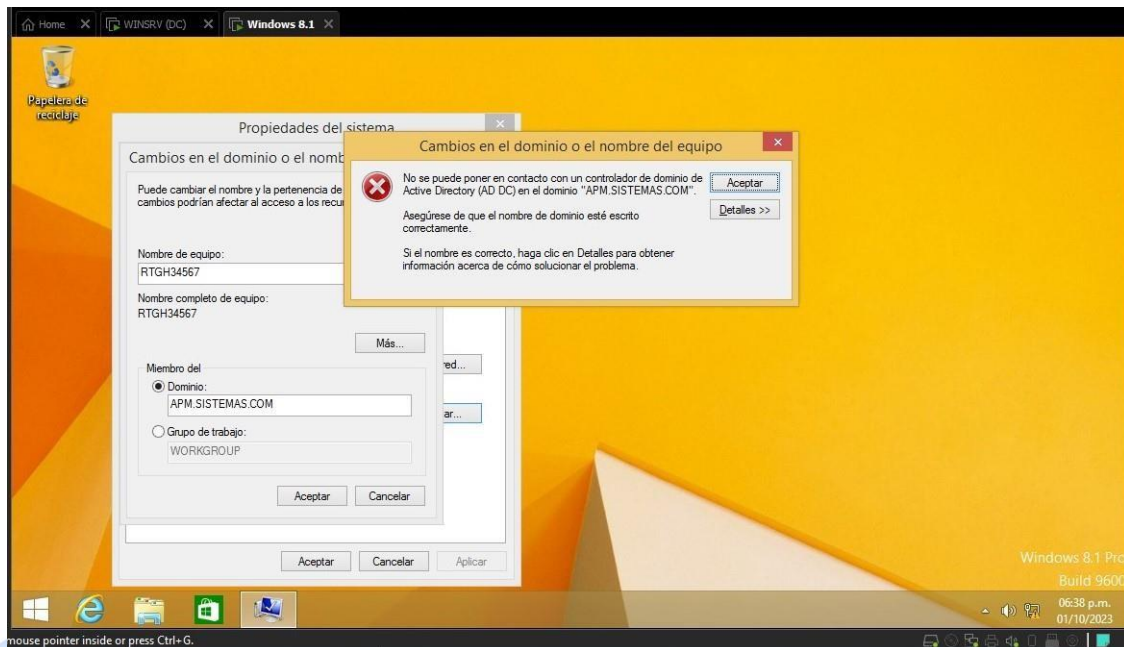 Home
WINSRV (DC)
Windows 8.1
Papelera de
reciclaje
Propiedades del sistema
Cambios en el dominio o el nomb
Puede cambiar el nombre y la pertenencia de
cambios podrían afectar al acceso a los recu
Nombre de equipo:
RTGH34567
Nombre completo de equipo:
RTGH34567
Más...
Miembro del
Dominio:
APM.SISTEMAS.COM
Grupo de trabajo:
WORKGROUP
Aceptar
Cancelar
red...
ar...
Aceptar
Cancelar
Aplicar
Cambios en el dominio o el nombre del equipo
No se puede poner en contacto con un controlador de dominio de
Active Directory (AD DC) en el dominio "APM.SISTEMAS.COM".
Asegúrese de que el nombre de dominio esté escrito
correctamente.
Si el nombre es correcto, haga clic en Detalles para obtener
información acerca de cómo solucionar el problema.
Aceptar
Detalles >>
Windows 8.1 Pro
Build 9600
06:38 p.m.
01/10/2023
mouse pointer inside or press Ctrl+G.